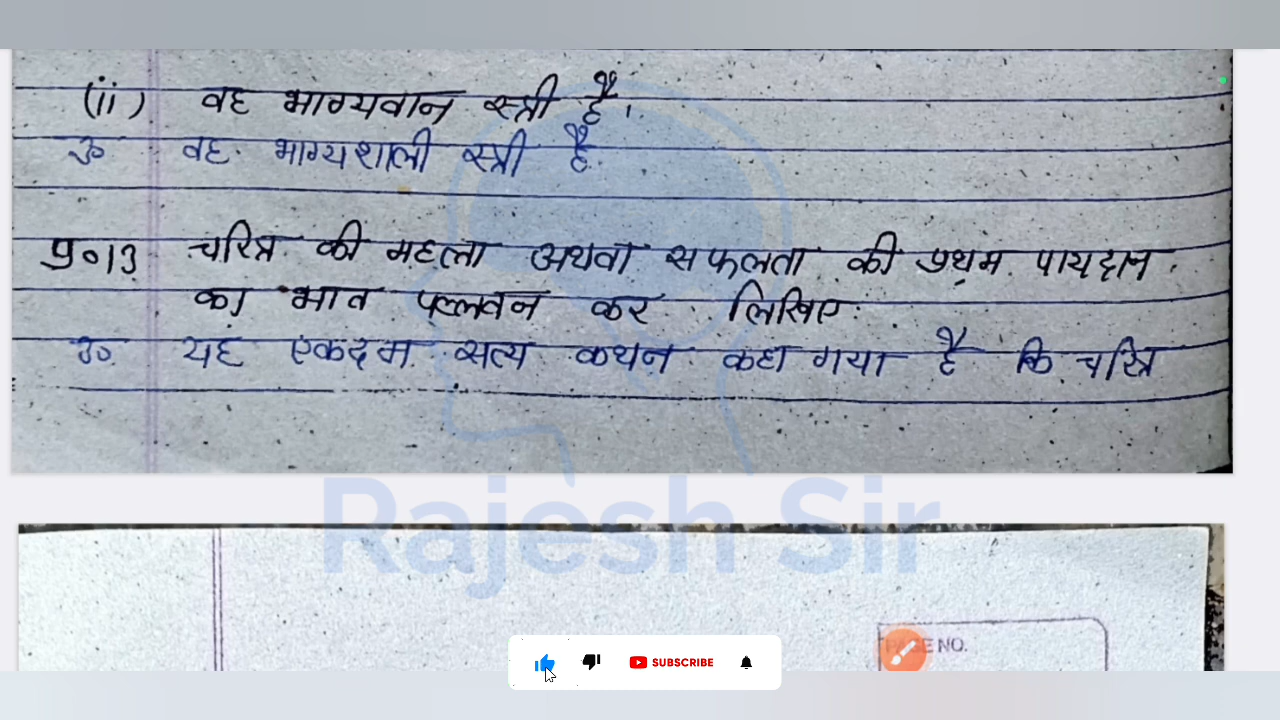 (ii) वह भाग्यवान स्त्री है।
उ० वह भाग्यशाली स्त्री है.
प्र०13 चरित्र की महत्ता अथवा सफलता की प्रथम पायदान
का भाव पल्लवन कर लिखिए.
उ०. यह एकदम सत्य कथन कहा गया है कि चरित्र
Rajesh Sir
PAGE NO.
SUBSCRIBE